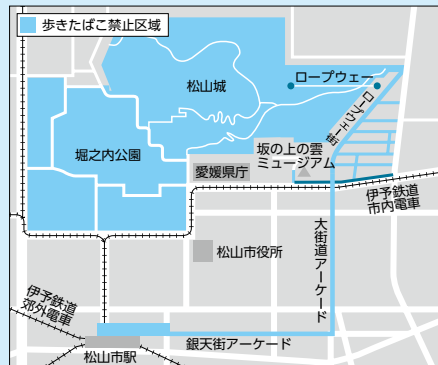 歩きたばこ禁止区域
松山城
ロープウェー
ロープウェー街
堀之内公園
坂の上の雲
ミュージアム
愛媛県庁
伊予鉄道
市内電車
大街道アーケード
松山市役所
伊予鉄道
郊外電車
銀天街アーケード
松山市駅